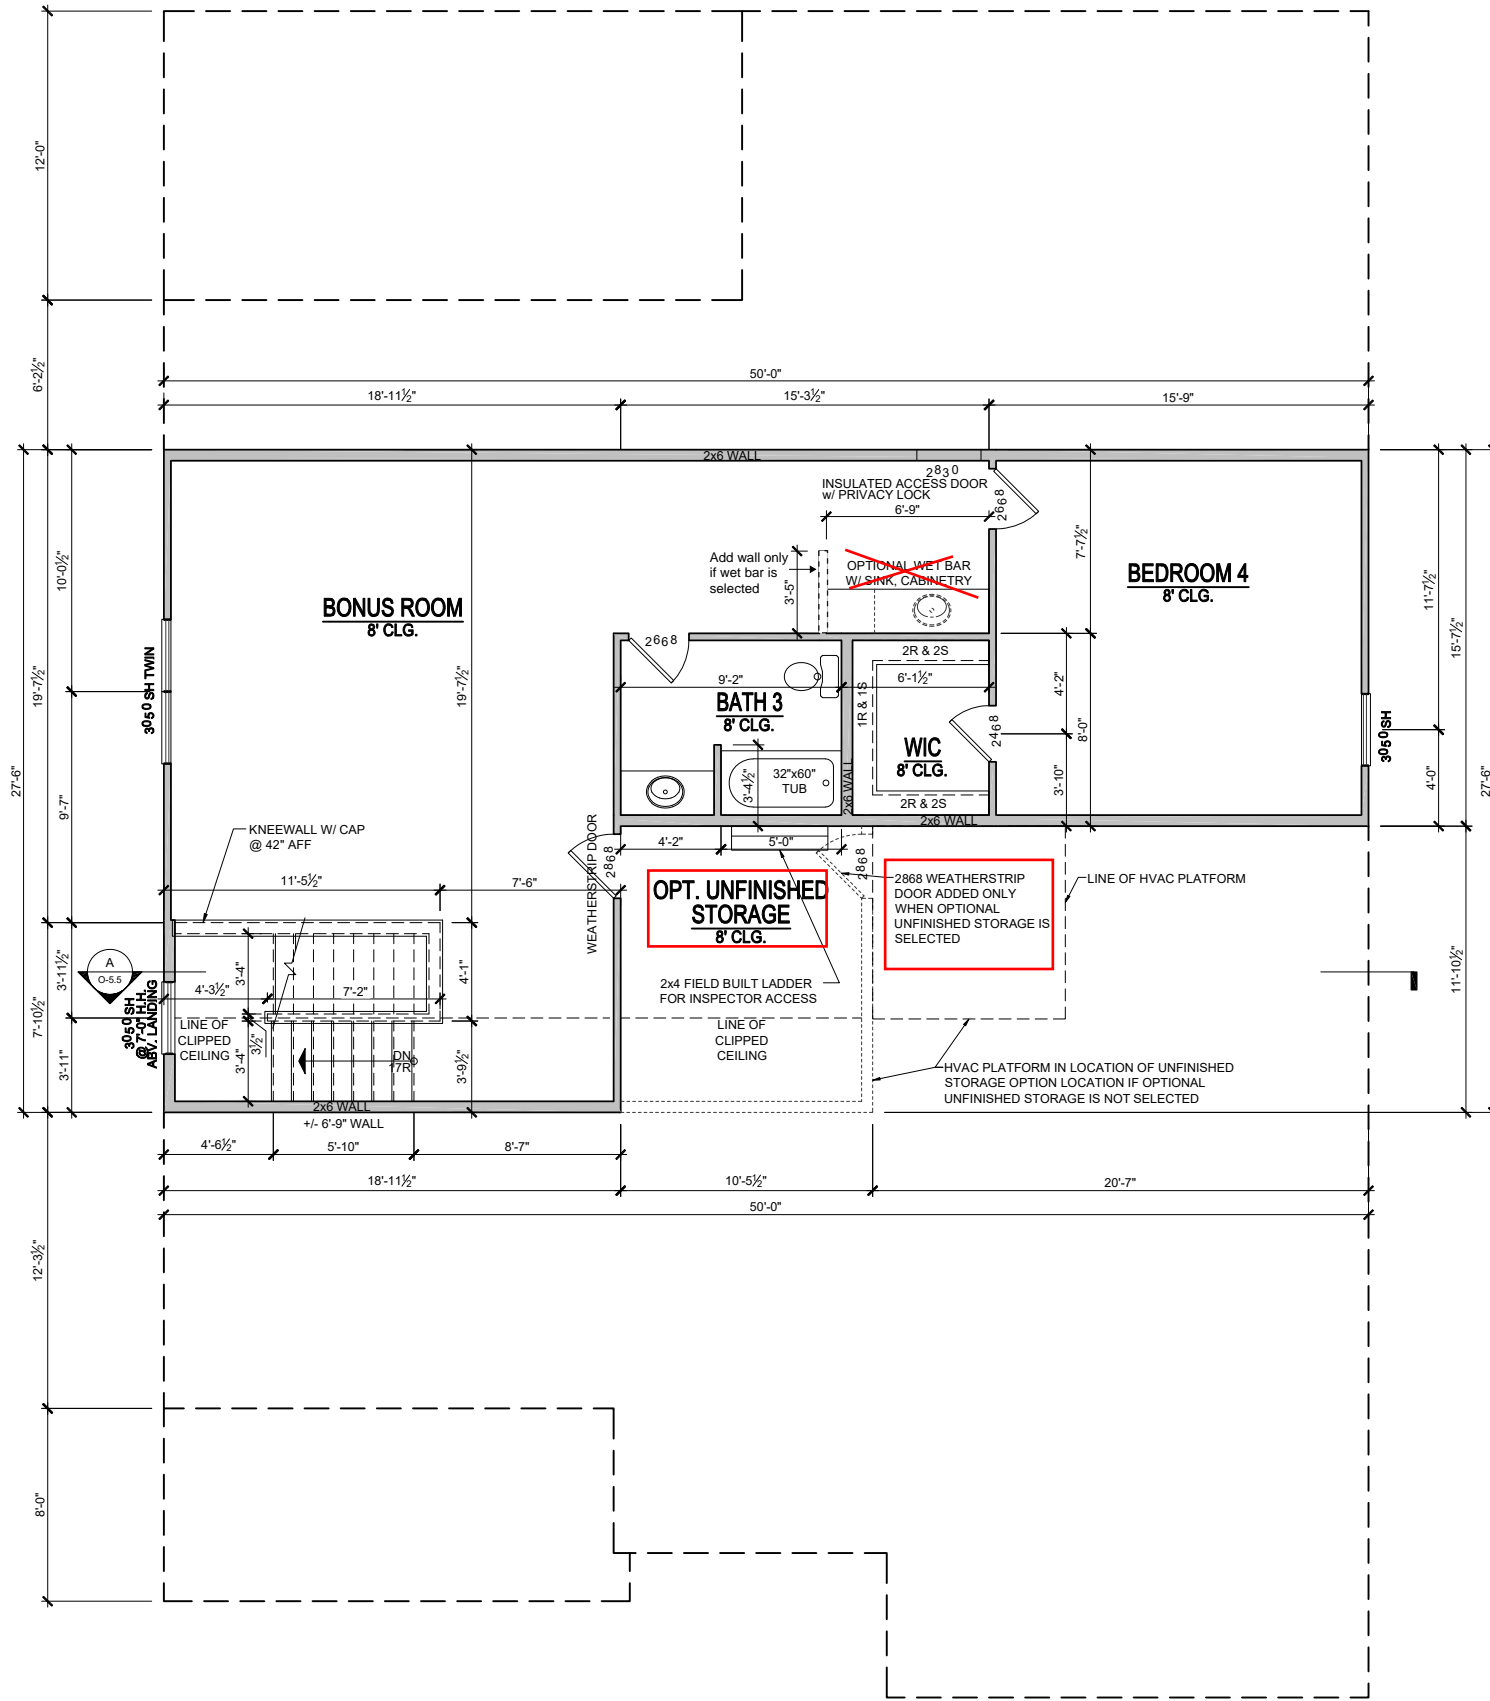 12'-0"
6'-2½"
50'-0"
18'-11½"
15'-3½"
15'-9"
2x6 WALL
2830
INSULATED ACCESS DOOR
w/ PRIVACY LOCK
6'-9"
2668
7'-7½"
10'-0½"
11'-7½"
15'-7½"
Add wall only
if wet bar is
selected
3'-5"
OPTIONAL WET BAR
W/ SINK, CABINETRY
BEDROOM 4
8' CLG.
BONUS ROOM
8' CLG.
2668
2R & 2S
9'-2"
6'-1½"
4'-2"
1R & 1S
3050 SH TWIN
19'-7½"
19'-7½"
BATH 3
8' CLG.
WIC
8' CLG.
2468
8'-0"
3050 SH
27'-6"
9'-7"
3'-4½"
32"x60"
TUB
2x6 WALL
2R & 2S
3'-10"
4'-0"
27'-6"
2x6 WALL
KNEEWALL W/ CAP
@ 42" AFF
WEATHERSTRIP DOOR
2868
4'-2"
5'-0"
2868
11'-5½"
7'-6"
OPT. UNFINISHED
STORAGE
8' CLG.
2868 WEATHERSTRIP
DOOR ADDED ONLY
WHEN OPTIONAL
UNFINISHED STORAGE IS
SELECTED
LINE OF HVAC PLATFORM
A
O-5.5
3'-11½"
7'-10½"
3'-11"
3050 SH
@ 7'-0" H.H.
ABV. LANDING
3'-4"
4'-3½"
7'-2"
4'-1"
2x4 FIELD BUILT LADDER
FOR INSPECTOR ACCESS
11'-10½"
LINE OF
CLIPPED
CEILING
3½"
3'-4"
DN
17R
3'-9½"
LINE OF
CLIPPED
CEILING
HVAC PLATFORM IN LOCATION OF UNFINISHED
STORAGE OPTION LOCATION IF OPTIONAL
UNFINISHED STORAGE IS NOT SELECTED
2x6 WALL
+/- 6'-9" WALL
4'-6½"
5'-10"
8'-7"
18'-11½"
10'-5½"
20'-7"
50'-0"
12'-3½"
8'-0"